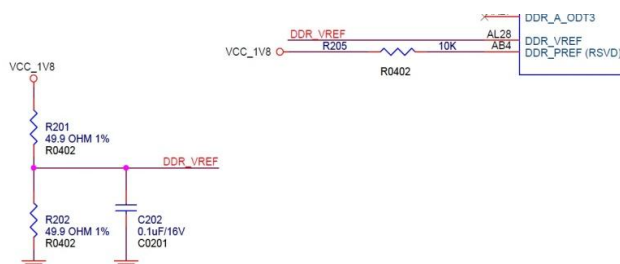 DDR_A_ODT3
DDR_VREF
AL28
DDR_VREF
VCC_1V8
R205
10K
AB4
DDR_PREF (RSVD)
R0402
VCC_1V8
R201
49.9 OHM 1%
R0402
DDR_VREF
R202
49.9 OHM 1%
R0402
C202
0.1uF/16V
C0201